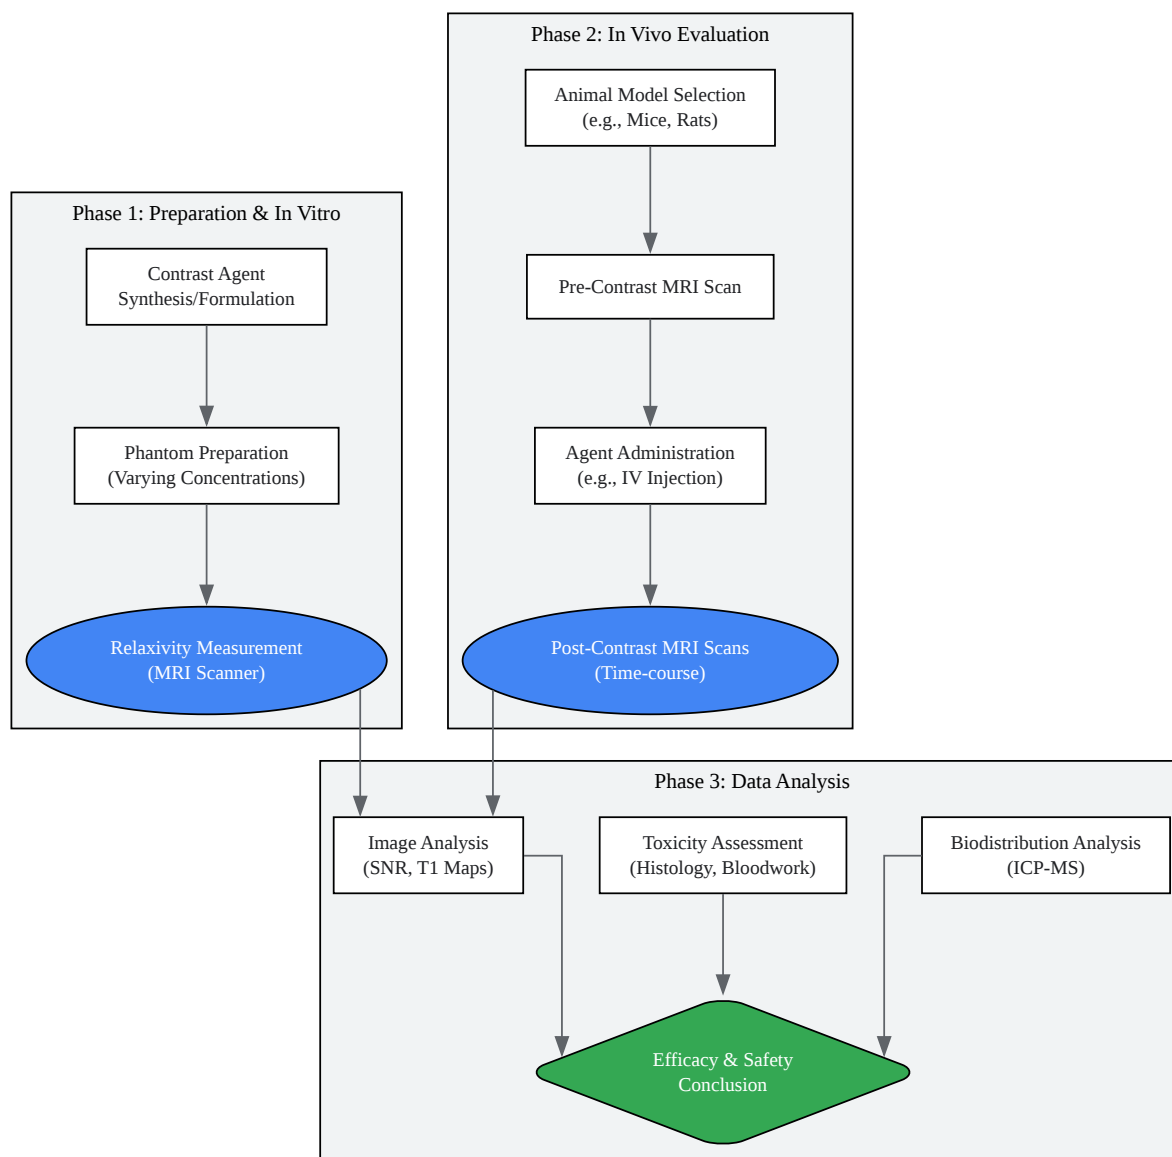 Phase 1: Preparation & In Vitro
Contrast Agent
Synthesis/Formulation
Phantom Preparation
(Varying Concentrations)
Relaxivity Measurement
(MRI Scanner)
Phase 2: In Vivo Evaluation
Animal Model Selection
(e.g., Mice, Rats)
Pre-Contrast MRI Scan
Agent Administration
(e.g., IV Injection)
Post-Contrast MRI Scans
(Time-course)
Phase 3: Data Analysis
Image Analysis
(SNR, T1 Maps)
Toxicity Assessment
(Histology, Bloodwork)
Biodistribution Analysis
(ICP-MS)
Efficacy & Safety
Conclusion